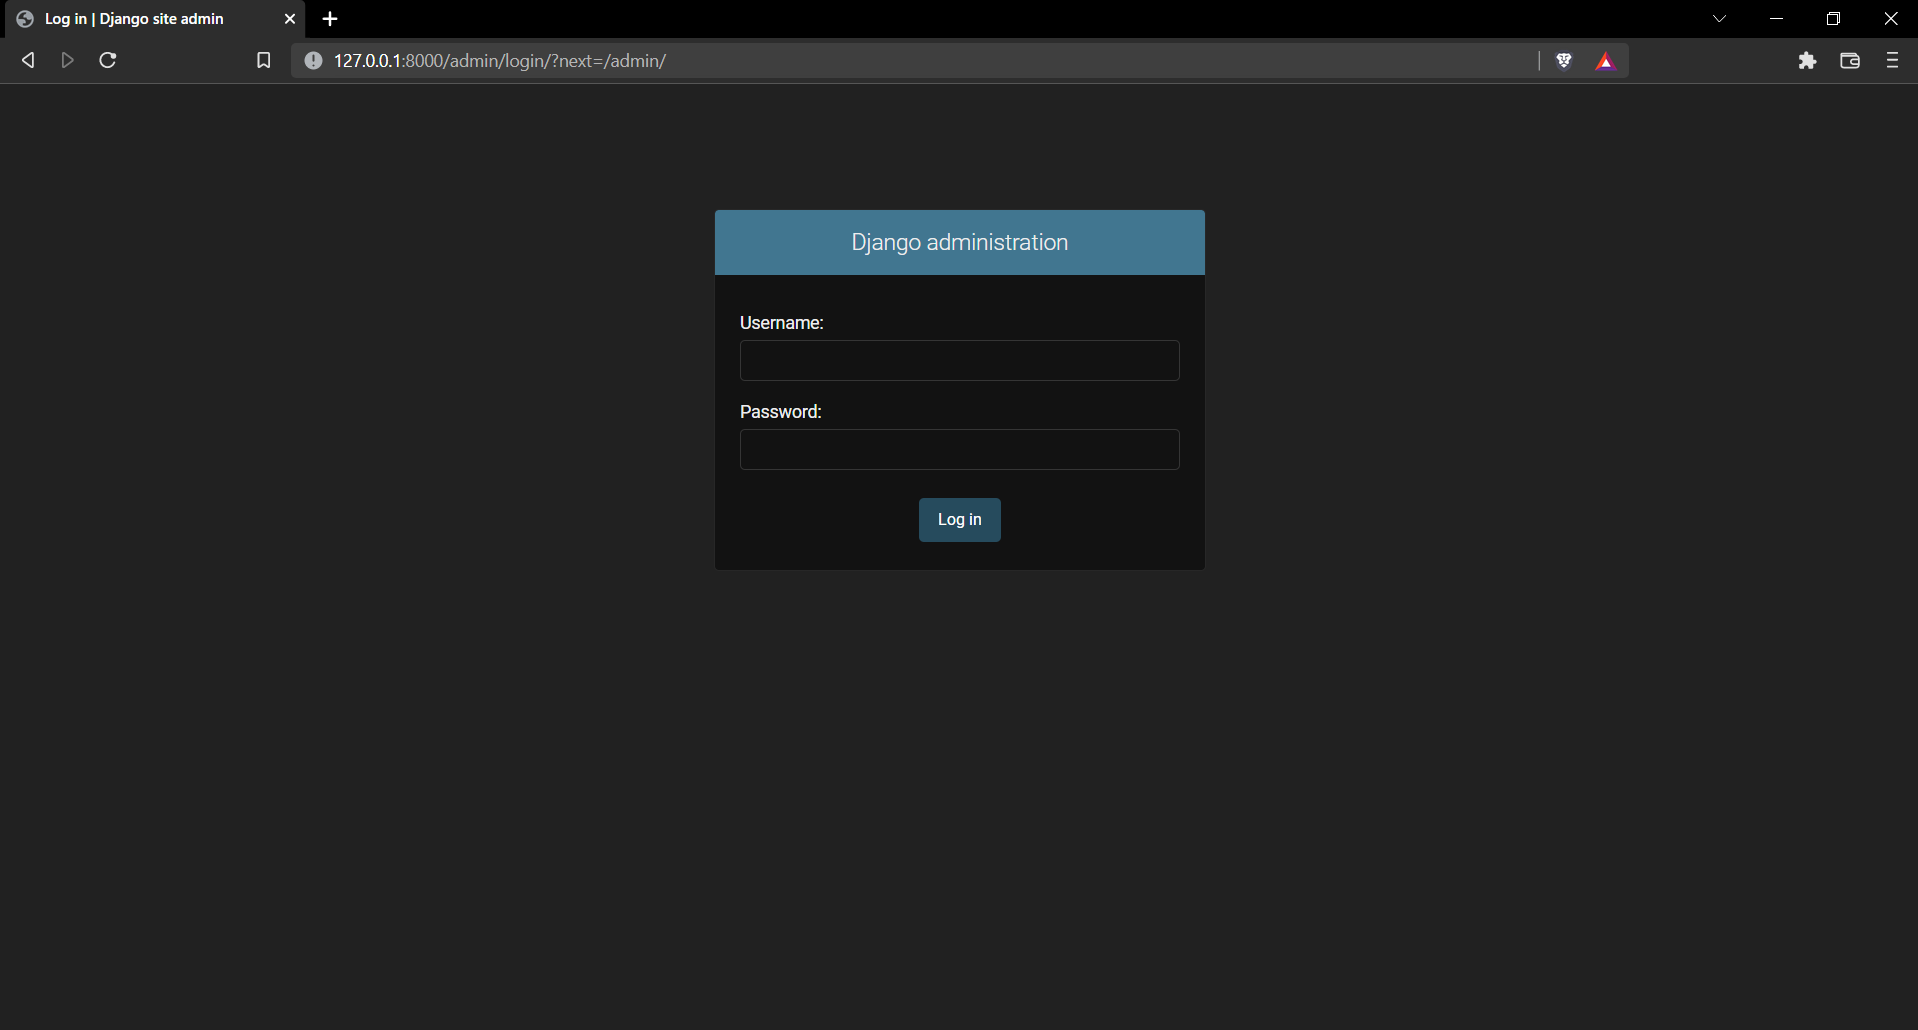 Log in | Django site admin
127.0.0.1:8000/admin/login/?next=/admin/
Django administration
Username:
Password:
Log in